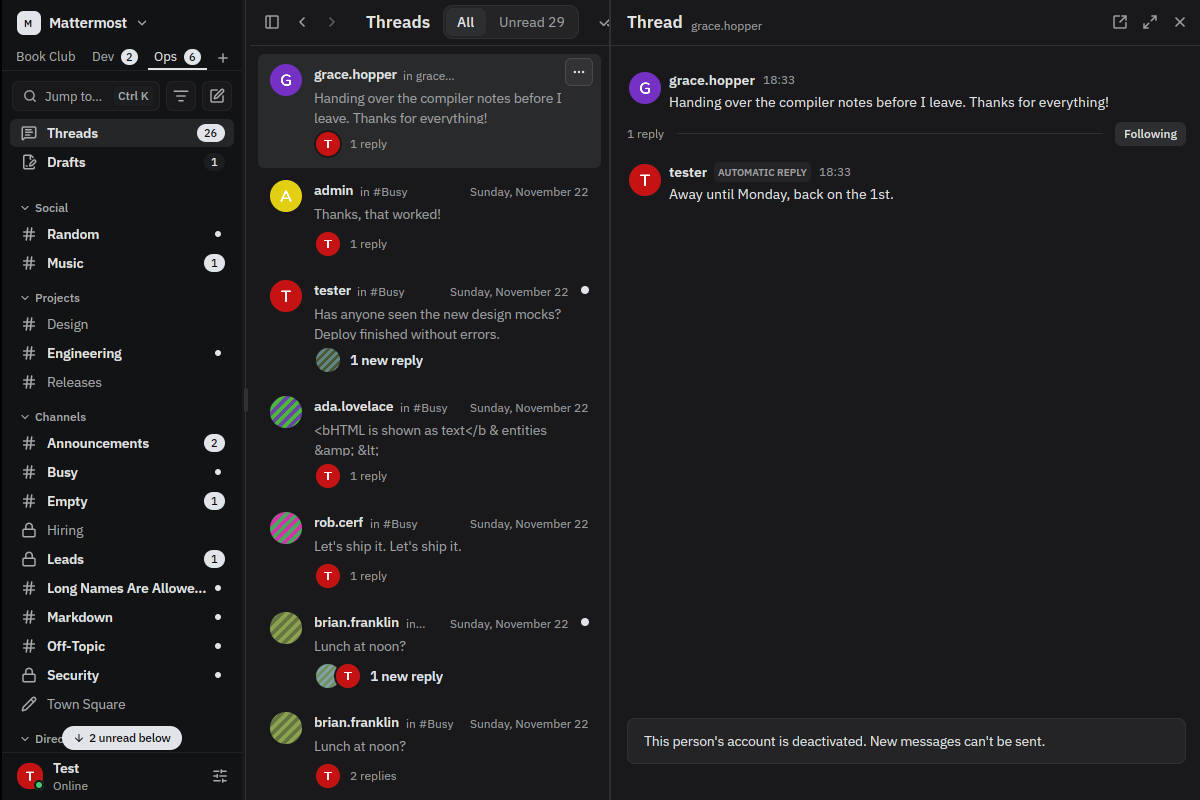 M Mattermost
Book Club Dev 2 Ops 6 +
Jump to... Ctrl K
Threads 26
Drafts 1
Social
Random
Music 1
Projects
Design
Engineering
Releases
Channels
Announcements 2
Busy
Empty 1
Hiring
Leads 1
Long Names Are Allowe...
Markdown
Off-Topic
Security
Town Square
Direc
2 unread below
T Test
Online
Threads All Unread 29
G grace.hopper in grace...
Handing over the compiler notes before I
leave. Thanks for everything!
T 1 reply
A admin in #Busy Sunday, November 22
Thanks, that worked!
T 1 reply
T tester in #Busy Sunday, November 22
Has anyone seen the new design mocks?
Deploy finished without errors.
1 new reply
ada.lovelace in #Busy Sunday, November 22
<bHTML is shown as text</b & entities
&amp; &lt;
T 1 reply
rob.cerf in #Busy Sunday, November 22
Let's ship it. Let's ship it.
T 1 reply
brian.franklin in... Sunday, November 22
Lunch at noon?
T 1 new reply
brian.franklin in #Busy Sunday, November 22
Lunch at noon?
T 2 replies
Thread grace.hopper
G grace.hopper 18:33
Handing over the compiler notes before I leave. Thanks for everything!
1 reply Following
T tester AUTOMATIC REPLY 18:33
Away until Monday, back on the 1st.
This person's account is deactivated. New messages can't be sent.